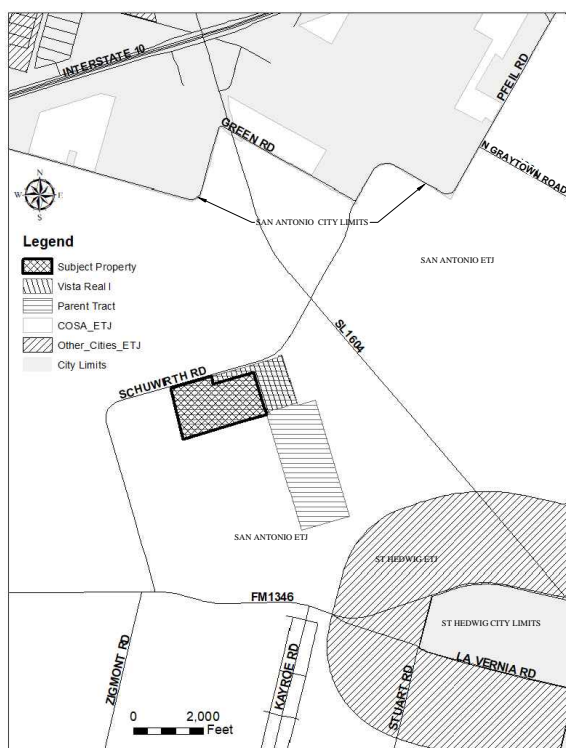 INTERSTATE 10
PFEIL RD
GREEN RD
N GRAYTOWN ROAD
N
W E
S
SAN ANTONIO CITY LIMITS
SAN ANTONIO ETJ
Legend
Subject Property
Vista Real I
Parent Tract
COSA_ETJ
Other_Cities_ETJ
City Limits
SL1604
SCHUWIRTH RD
SAN ANTONIO ETJ
ST HEDWIG ETJ
FM1346
ST HEDWIG CITY LIMITS
LA VERNIA RD
ZIGMONT RD
KAYROE RD
STUART RD
0 2,000
Feet